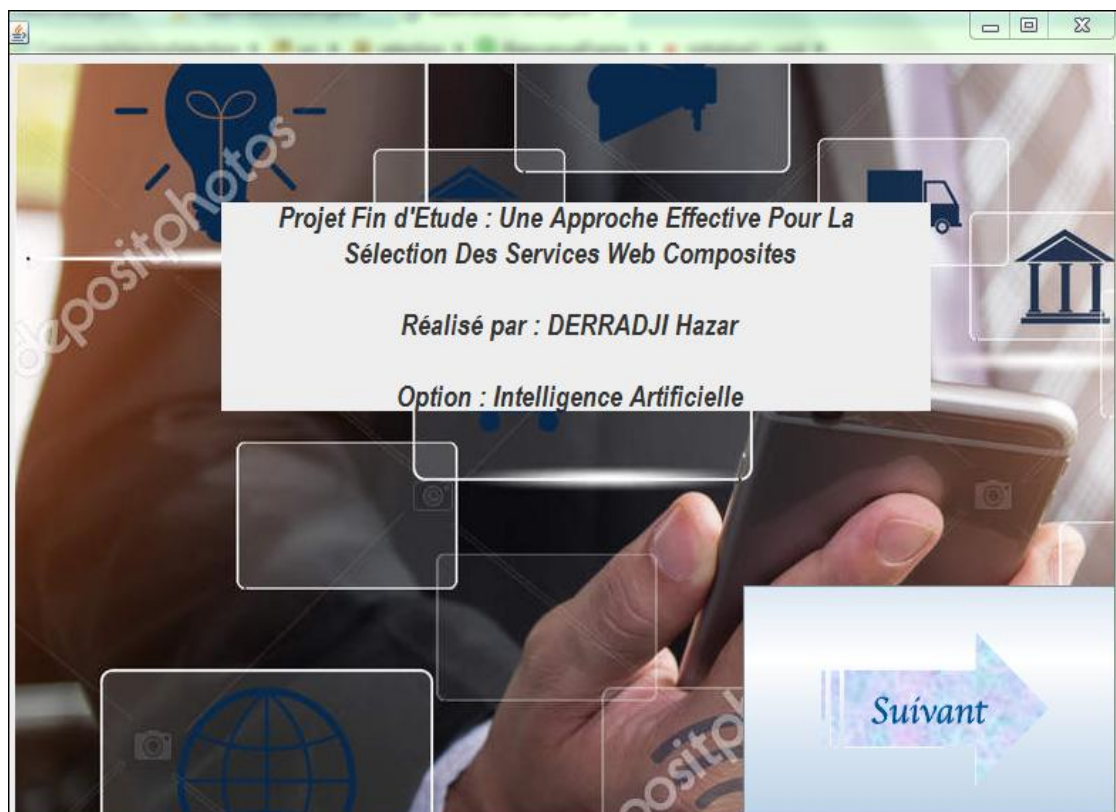 depositphotos
Projet Fin d'Etude : Une Approche Effective Pour La
Sélection Des Services Web Composites
Réalisé par : DERRADJI Hazar
Option : Intelligence Artificielle
Suivant